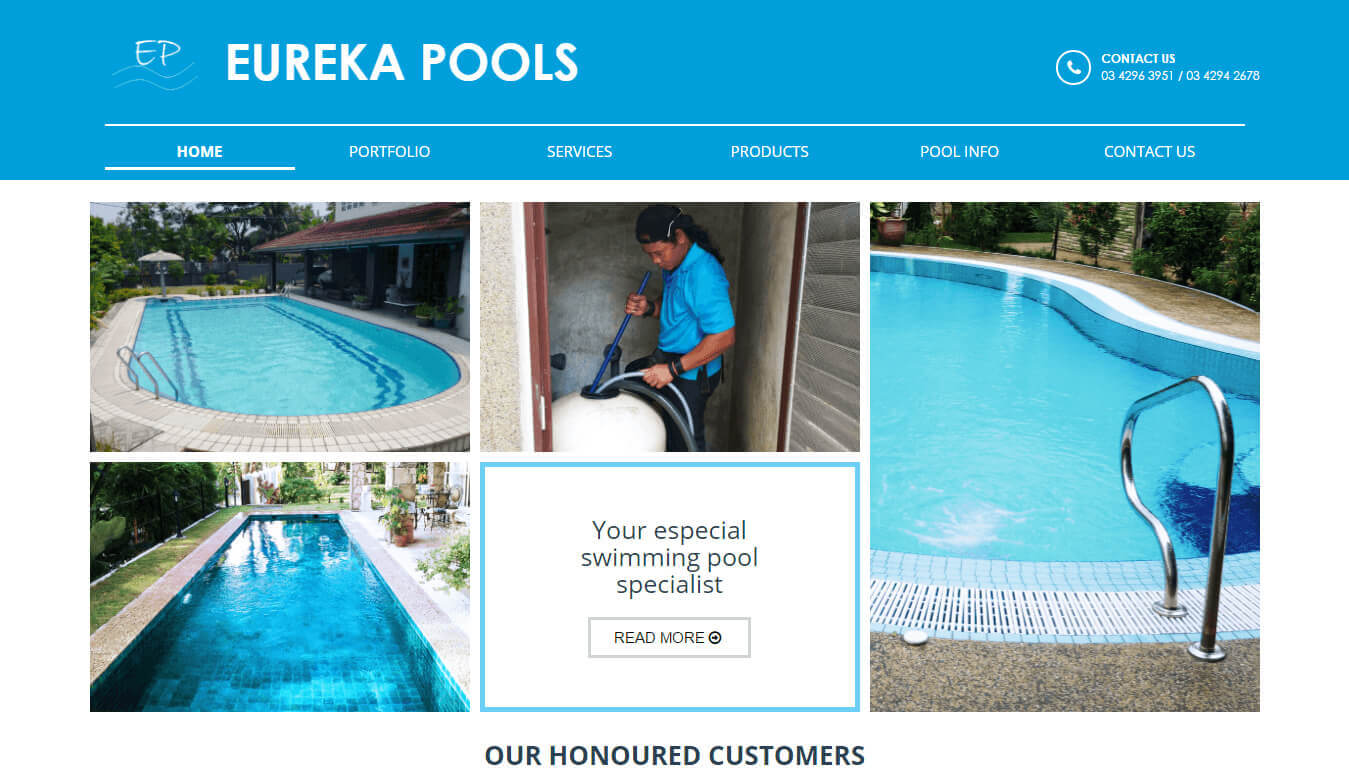 EP
EUREKA POOLS
CONTACT US
03 4296 3951 / 03 4294 2678
HOME
PORTFOLIO
SERVICES
PRODUCTS
POOL INFO
CONTACT US
Your especial
swimming pool
specialist
READ MORE
OUR HONOURED CUSTOMERS